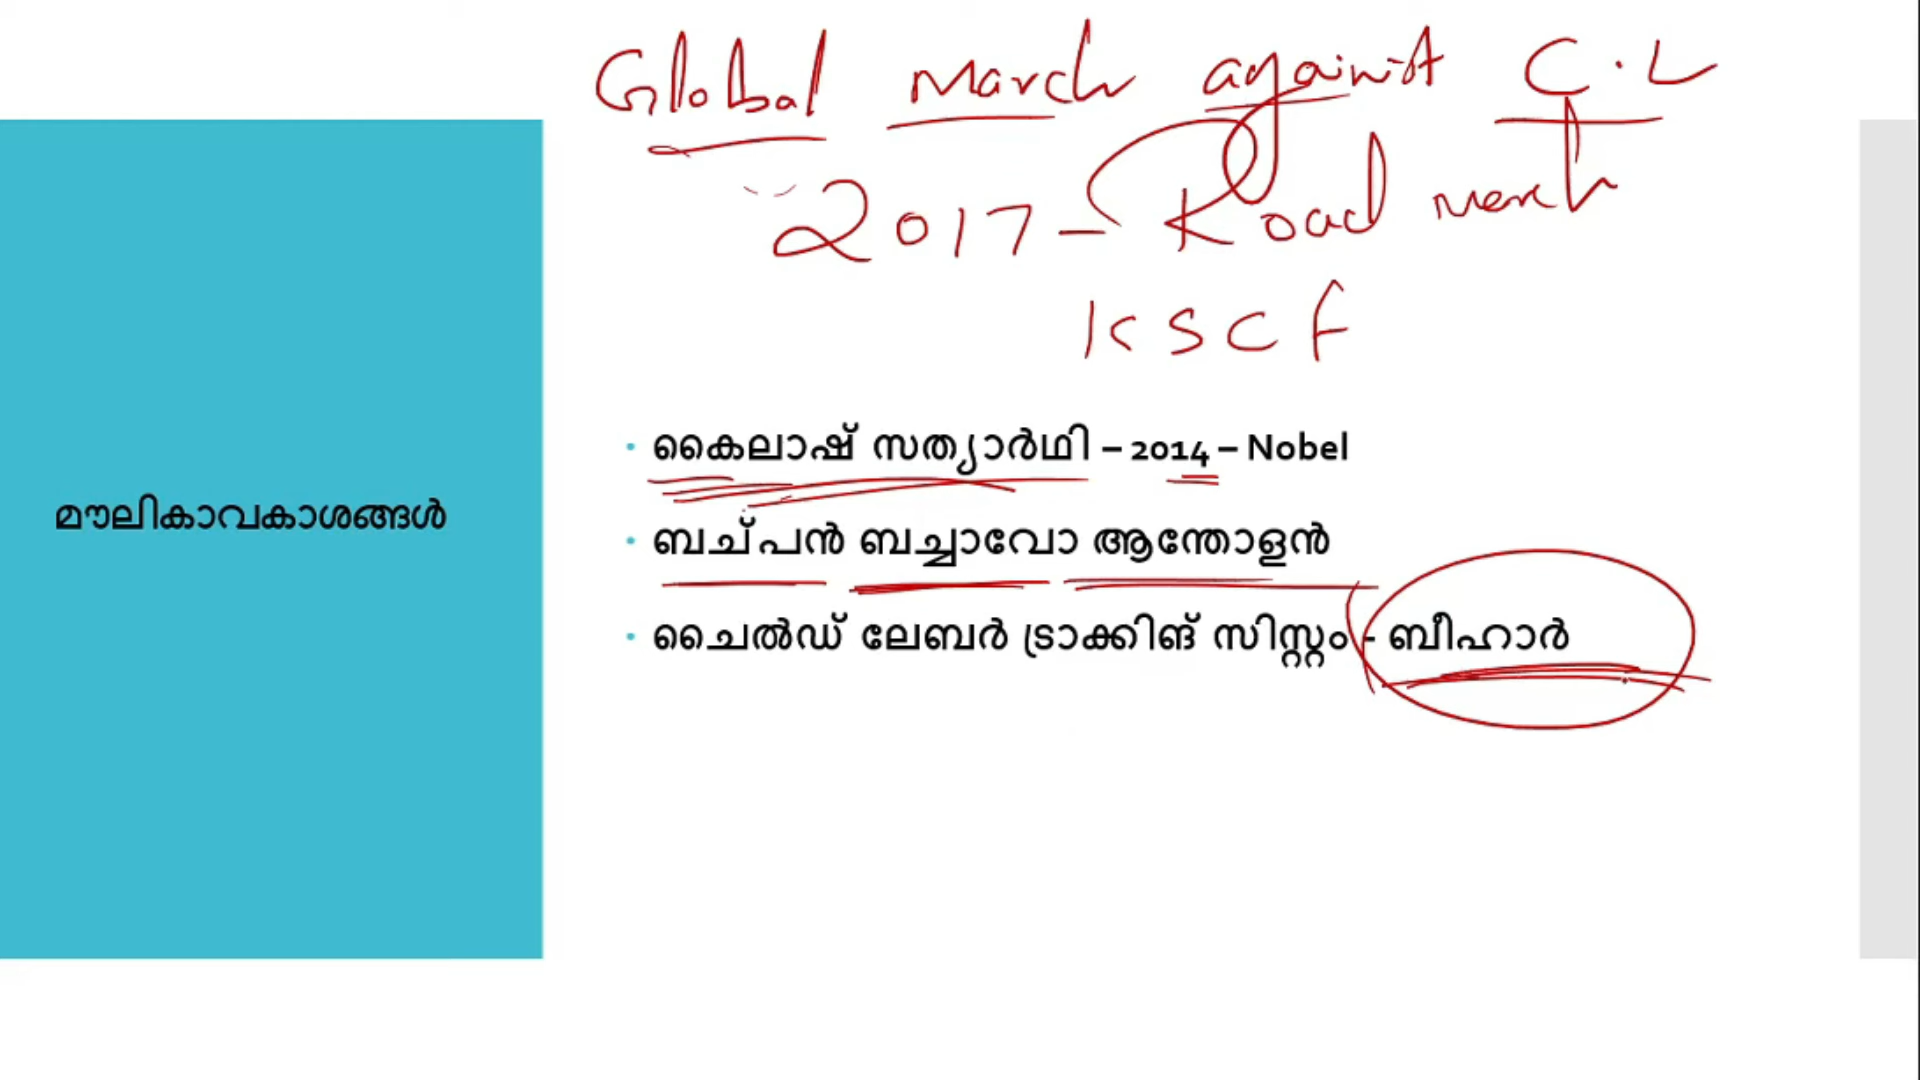 Global March against C.L
2017 - Road march
KSCF
• കൈലാഷ് സത്യാർഥി – 2014 – Nobel
• ബച്പൻ ബച്ചാവോ ആന്തോളൻ
മൗലികാവകാശങ്ങൾ
• ചൈൽഡ് ലേബർ ട്രാക്കിങ് സിസ്റ്റം - ബീഹാർ